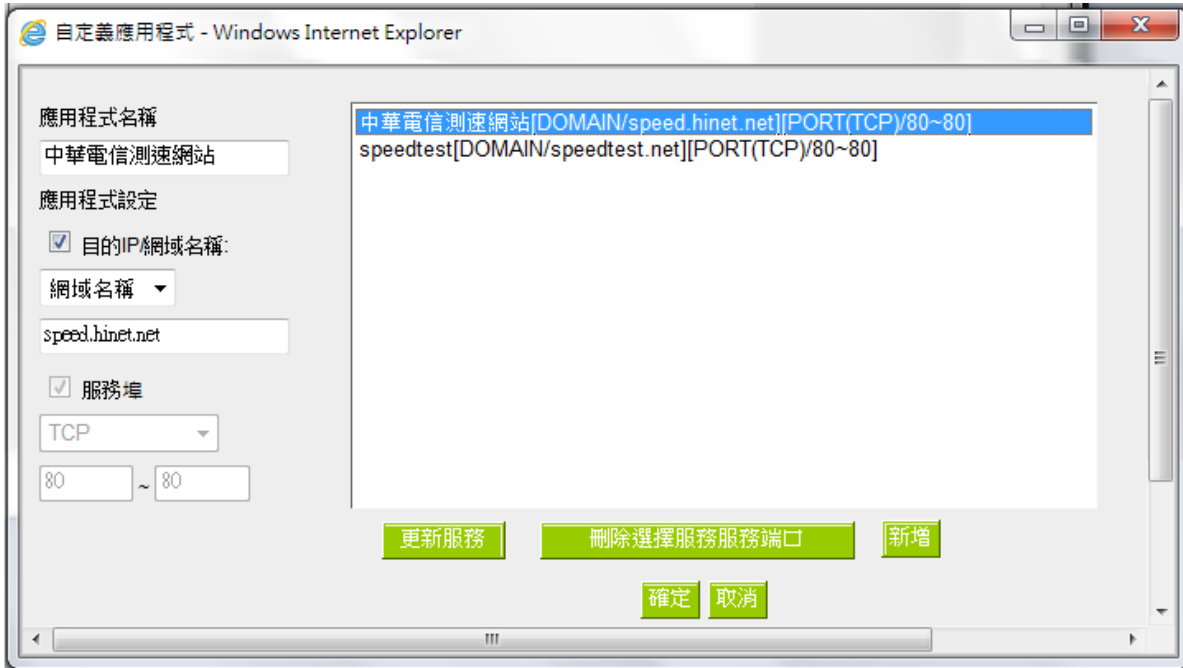 自定義應用程式 - Windows Internet Explorer
應用程式名稱
中華電信測速網站
應用程式設定
目的IP/網域名稱:
網域名稱
speed.hinet.net
服務埠
TCP
80 ~ 80
中華電信測速網站[DOMAIN/speed.hinet.net][PORT(TCP)/80~80]
speedtest[DOMAIN/speedtest.net][PORT(TCP)/80~80]
更新服務 刪除選擇服務服務端口 新增
確定 取消